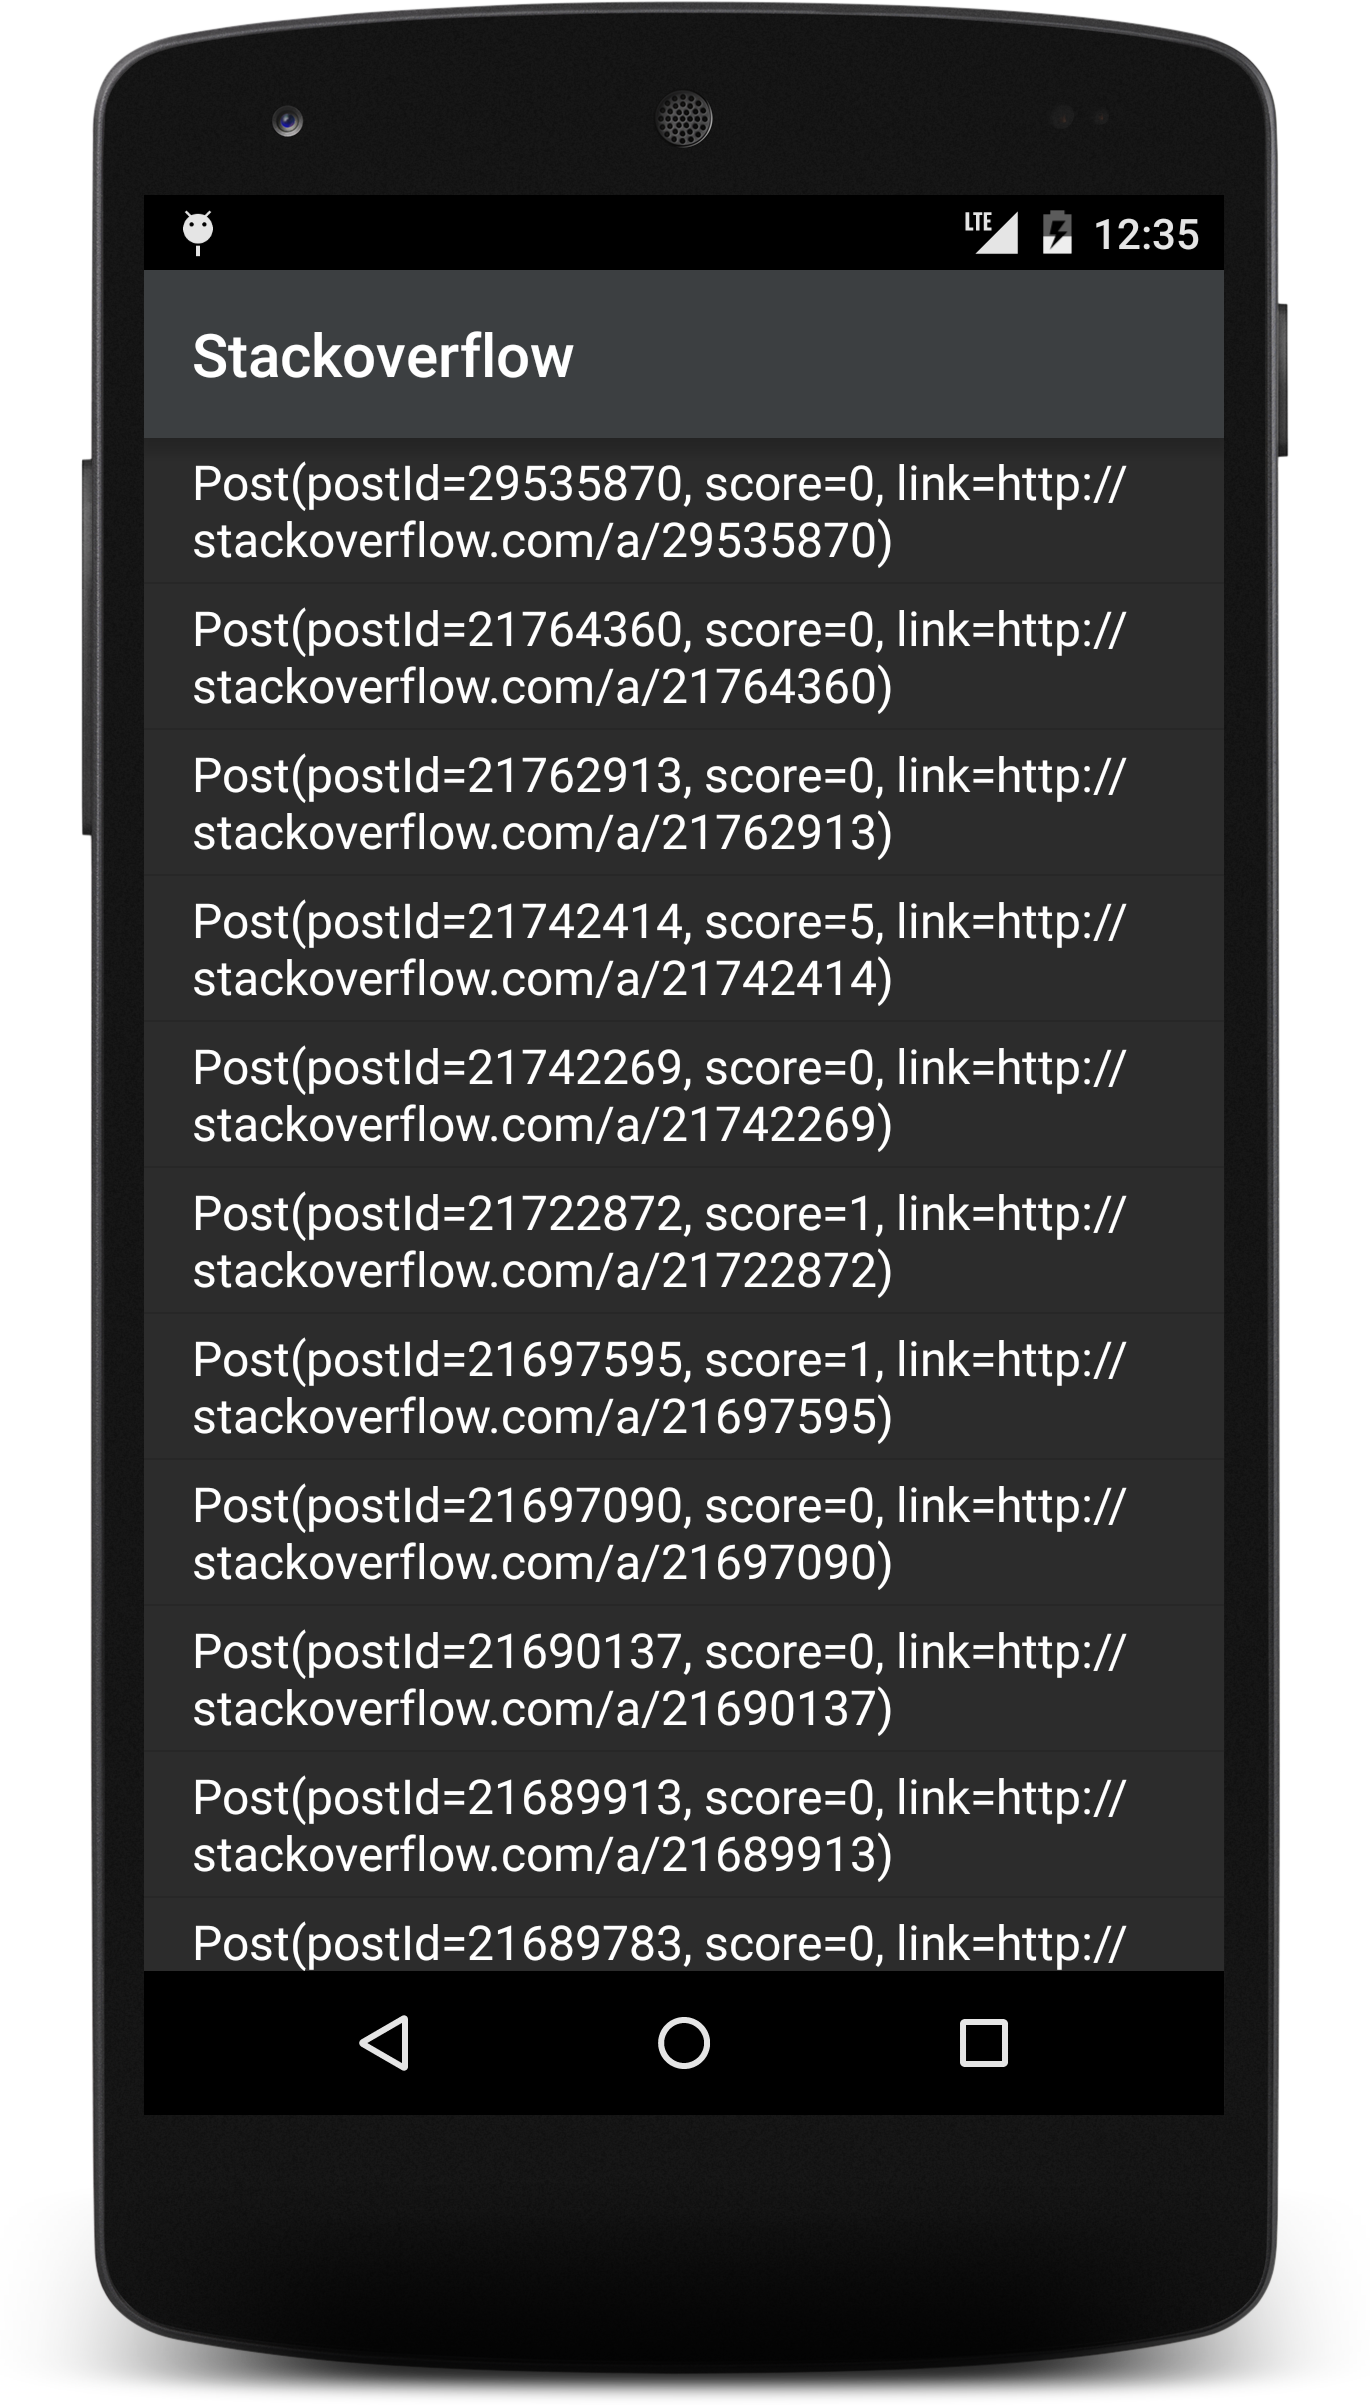 LTE 12:35
Stackoverflow
Post(postId=29535870, score=0, link=http://
stackoverflow.com/a/29535870)
Post(postId=21764360, score=0, link=http://
stackoverflow.com/a/21764360)
Post(postId=21762913, score=0, link=http://
stackoverflow.com/a/21762913)
Post(postId=21742414, score=5, link=http://
stackoverflow.com/a/21742414)
Post(postId=21742269, score=0, link=http://
stackoverflow.com/a/21742269)
Post(postId=21722872, score=1, link=http://
stackoverflow.com/a/21722872)
Post(postId=21697595, score=1, link=http://
stackoverflow.com/a/21697595)
Post(postId=21697090, score=0, link=http://
stackoverflow.com/a/21697090)
Post(postId=21690137, score=0, link=http://
stackoverflow.com/a/21690137)
Post(postId=21689913, score=0, link=http://
stackoverflow.com/a/21689913)
Post(postId=21689783, score=0, link=http://